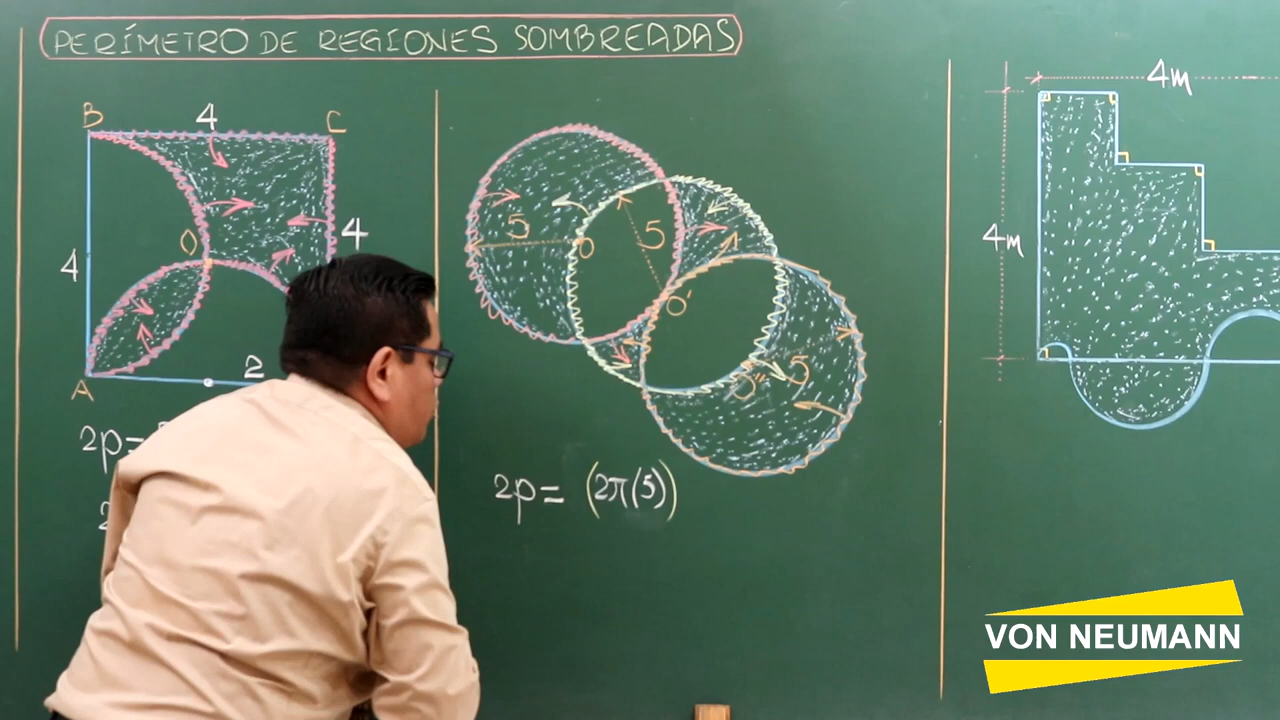 PERÍMETRO DE REGIONES SOMBREADAS
B 4 C
4 O 4
A 2
2p=
2
5 O 5
O'
O'' 5
2p= (2π(5))
4m
4m
VON NEUMANN